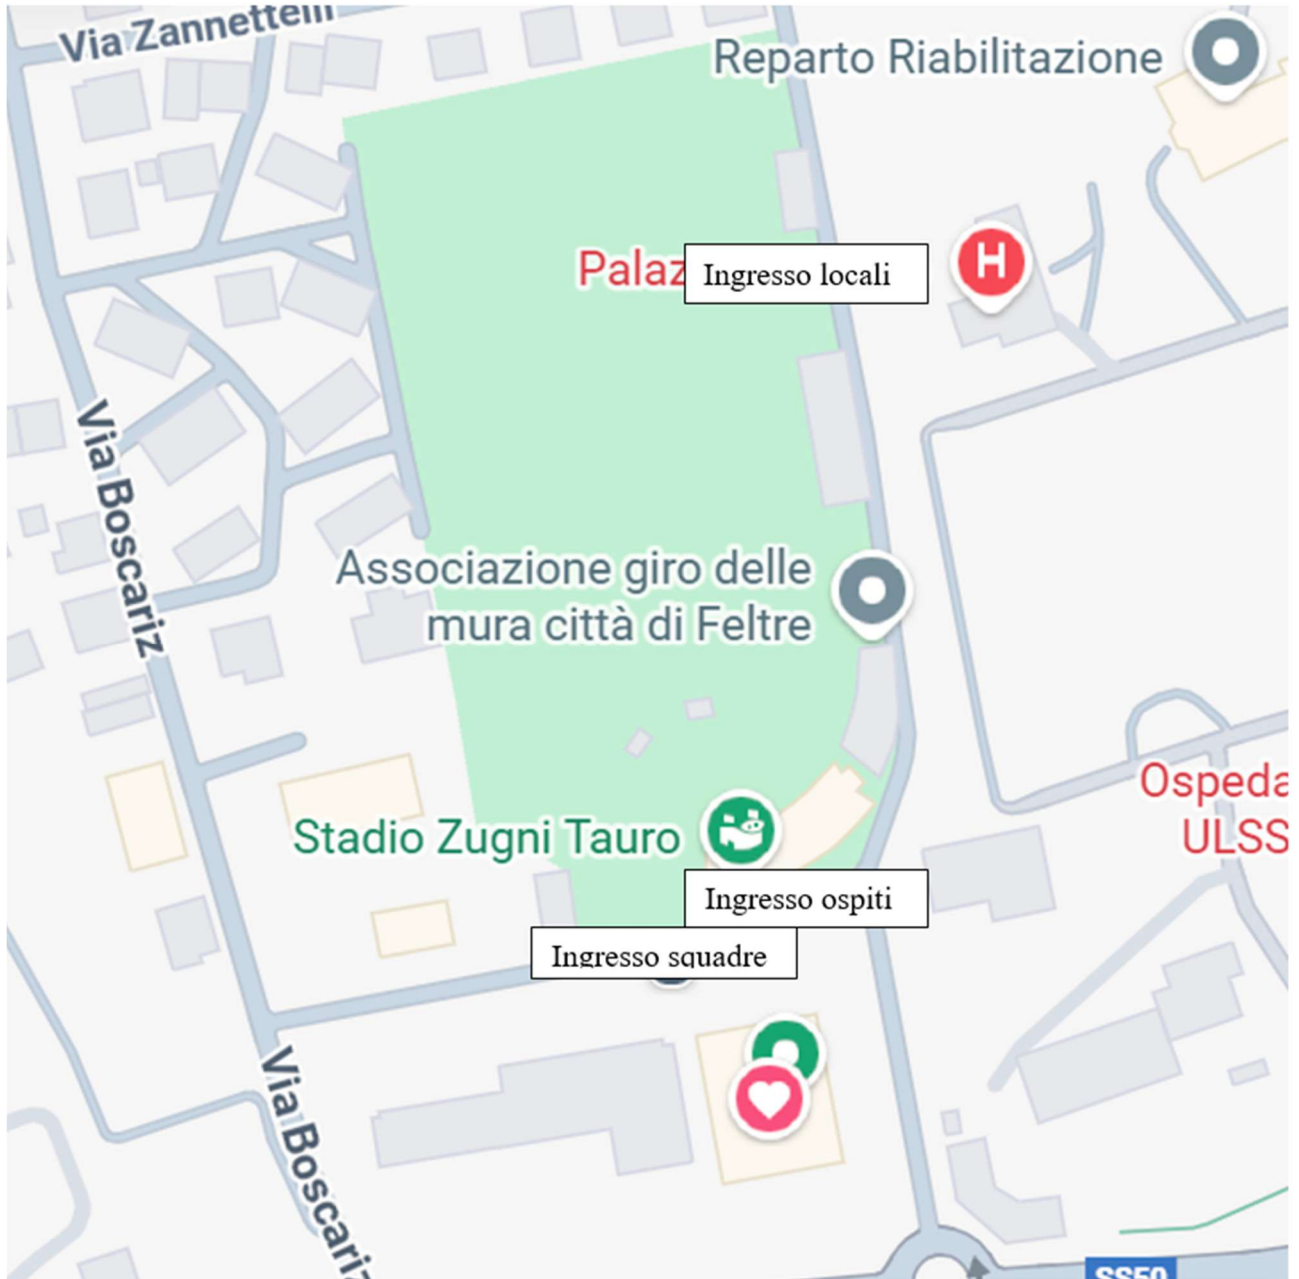 Via Zannettelli
Reparto Riabilitazione
Palaz
Ingresso locali
H
Via Boscariz
Associazione giro delle
mura città di Feltre
Stadio Zugni Tauro
Ospeda
ULSS
Ingresso ospiti
Ingresso squadre
Via Boscariz
SS50